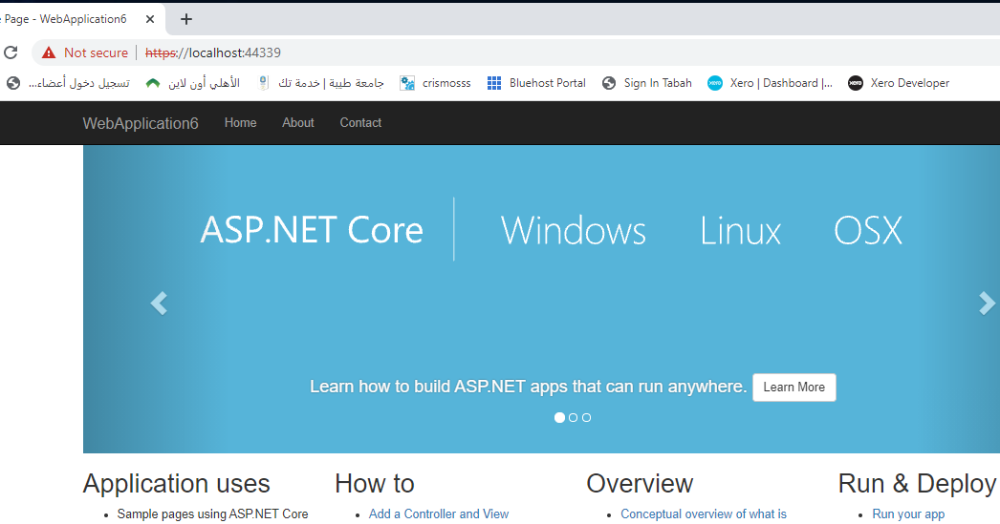 e Page - WebApplication6
Not secure https://localhost:44339
تسجيل دخول أعضاء... الأهلي أون لاين جامعة طيبة | خدمة تك crismosss Bluehost Portal Sign In Tabah Xero | Dashboard |... Xero Developer
WebApplication6 Home About Contact
ASP.NET Core Windows Linux OSX
Learn how to build ASP.NET apps that can run anywhere. Learn More
Application uses How to Overview Run & Deploy
Sample pages using ASP.NET Core Add a Controller and View Conceptual overview of what is Run your app